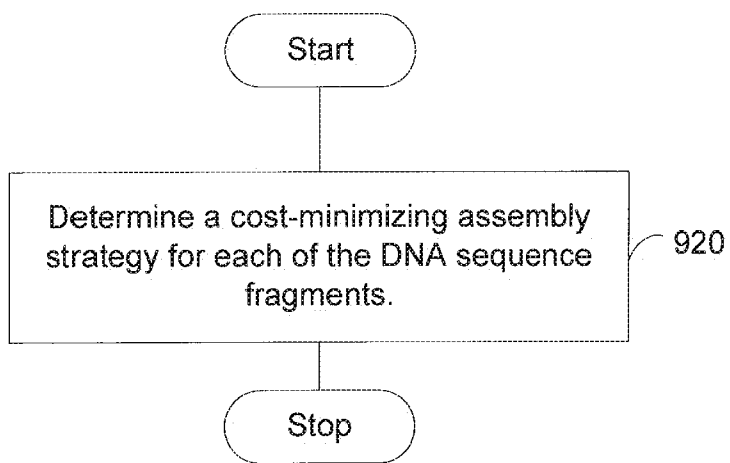 Start
Determine a cost-minimizing assembly
strategy for each of the DNA sequence
fragments.
920
Stop